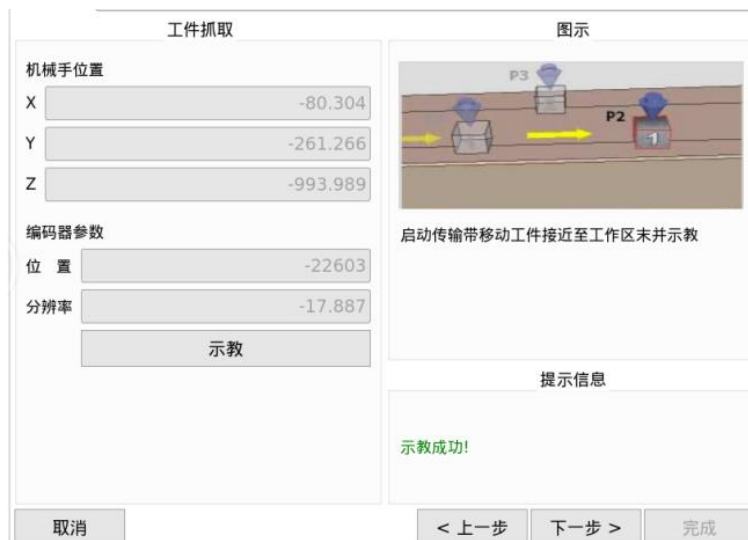 工件抓取
机械手位置
X -80.304
Y -261.266
Z -993.989
编码器参数
位 置 -22603
分辨率 -17.887
示教
图示
P3
P2
1
启动传输带移动工件接近至工作区末并示教
提示信息
示教成功!
取消
< 上一步
下一步 >
完成